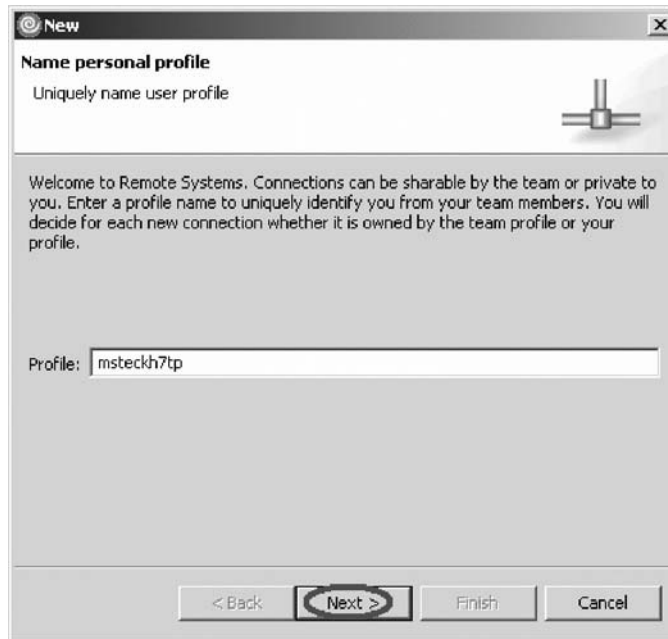 New
Name personal profile
Uniquely name user profile
Welcome to Remote Systems. Connections can be sharable by the team or private to
you. Enter a profile name to uniquely identify you from your team members. You will
decide for each new connection whether it is owned by the team profile or your
profile.
Profile: msteckh7tp
< Back Next > Finish Cancel